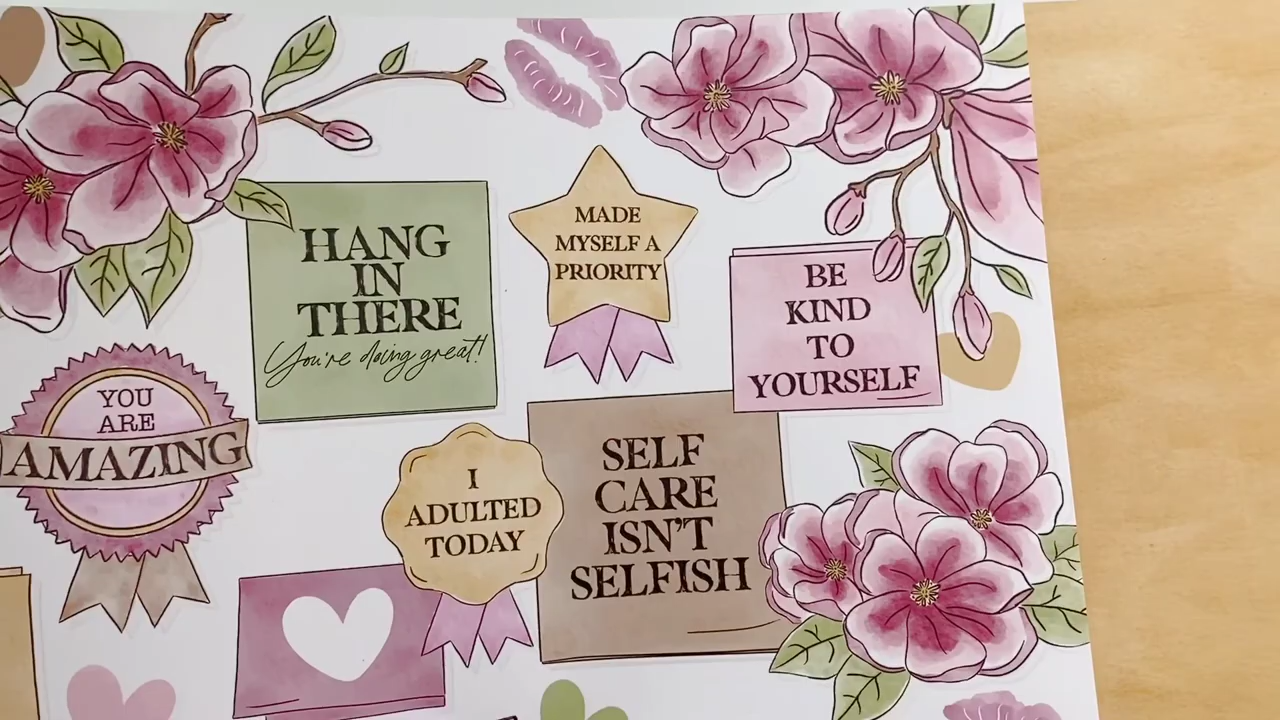 HANG
IN
THERE
You're doing great!
MADE
MYSELF A
PRIORITY
BE
KIND
TO
YOURSELF
YOU
ARE
AMAZING
I
ADULTED
TODAY
SELF
CARE
ISN'T
SELFISH